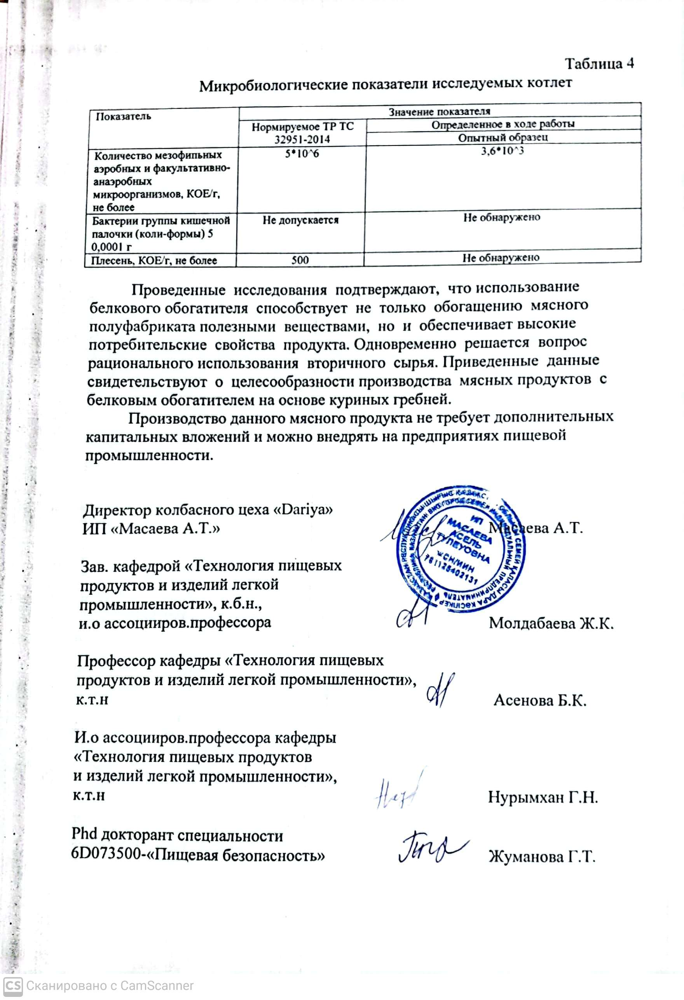 Таблица 4
Микробиологические показатели исследуемых котлет
Показатель
Значение показателя
Нормируемое ТР ТС
32951-2014
Определенное в ходе работы
Опытный образец
Количество мезофильных
аэробных и факультативно-
анаэробных
микроорганизмов, КОЕ/г,
не более
5*10^6
3,6*10^3
Бактерии группы кишечной
палочки (коли-формы) 5
0,0001 г
Не допускается
Не обнаружено
Плесень, КОЕ/г, не более
500
Не обнаружено
Проведенные исследования подтверждают, что использование
белкового обогатителя способствует не только обогащению мясного
полуфабриката полезными веществами, но и обеспечивает высокие
потребительские свойства продукта. Одновременно решается вопрос
рационального использования вторичного сырья. Приведенные данные
свидетельствуют о целесообразности производства мясных продуктов с
белковым обогатителем на основе куриных гребней.
Производство данного мясного продукта не требует дополнительных
капитальных вложений и можно внедрять на предприятиях пищевой
промышленности.
Директор колбасного цеха «Dariya»
ИП «Масаева А.Т.»
Масаева А.Т.
ИП
МАСАЕВА
АСЕЛЬ
ТУЛЕУОВНА
ЖСН/ИИН
781128402131
Зав. кафедрой «Технология пищевых
продуктов и изделий легкой
промышленности», к.б.н.,
и.о ассоцииров.профессора
Молдабаева Ж.К.
Профессор кафедры «Технология пищевых
продуктов и изделий легкой промышленности»,
к.т.н
Асенова Б.К.
И.о ассоцииров.профессора кафедры
«Технология пищевых продуктов
и изделий легкой промышленности»,
к.т.н
Нурымхан Г.Н.
Phd докторант специальности
6D073500-«Пищевая безопасность»
Жуманова Г.Т.
CS Сканировано с CamScanner